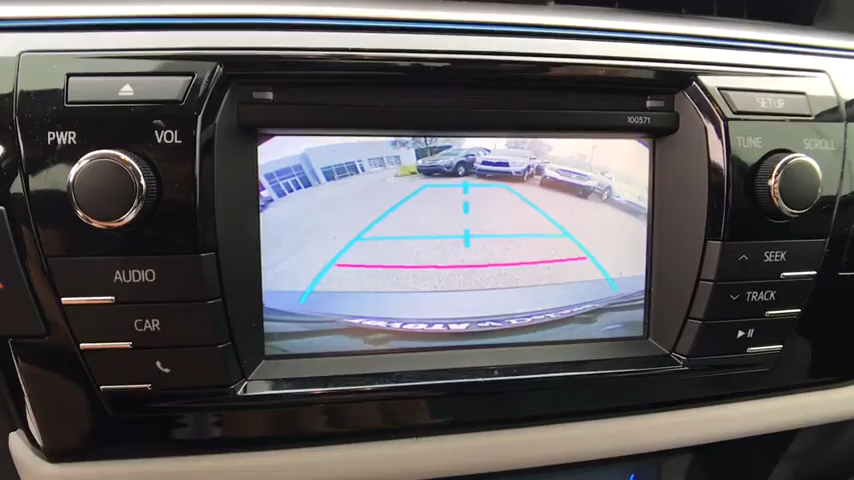 SETUP
100571
PWR
VOL
TUNE
SCROLL
AUDIO
CAR
SEEK
TRACK